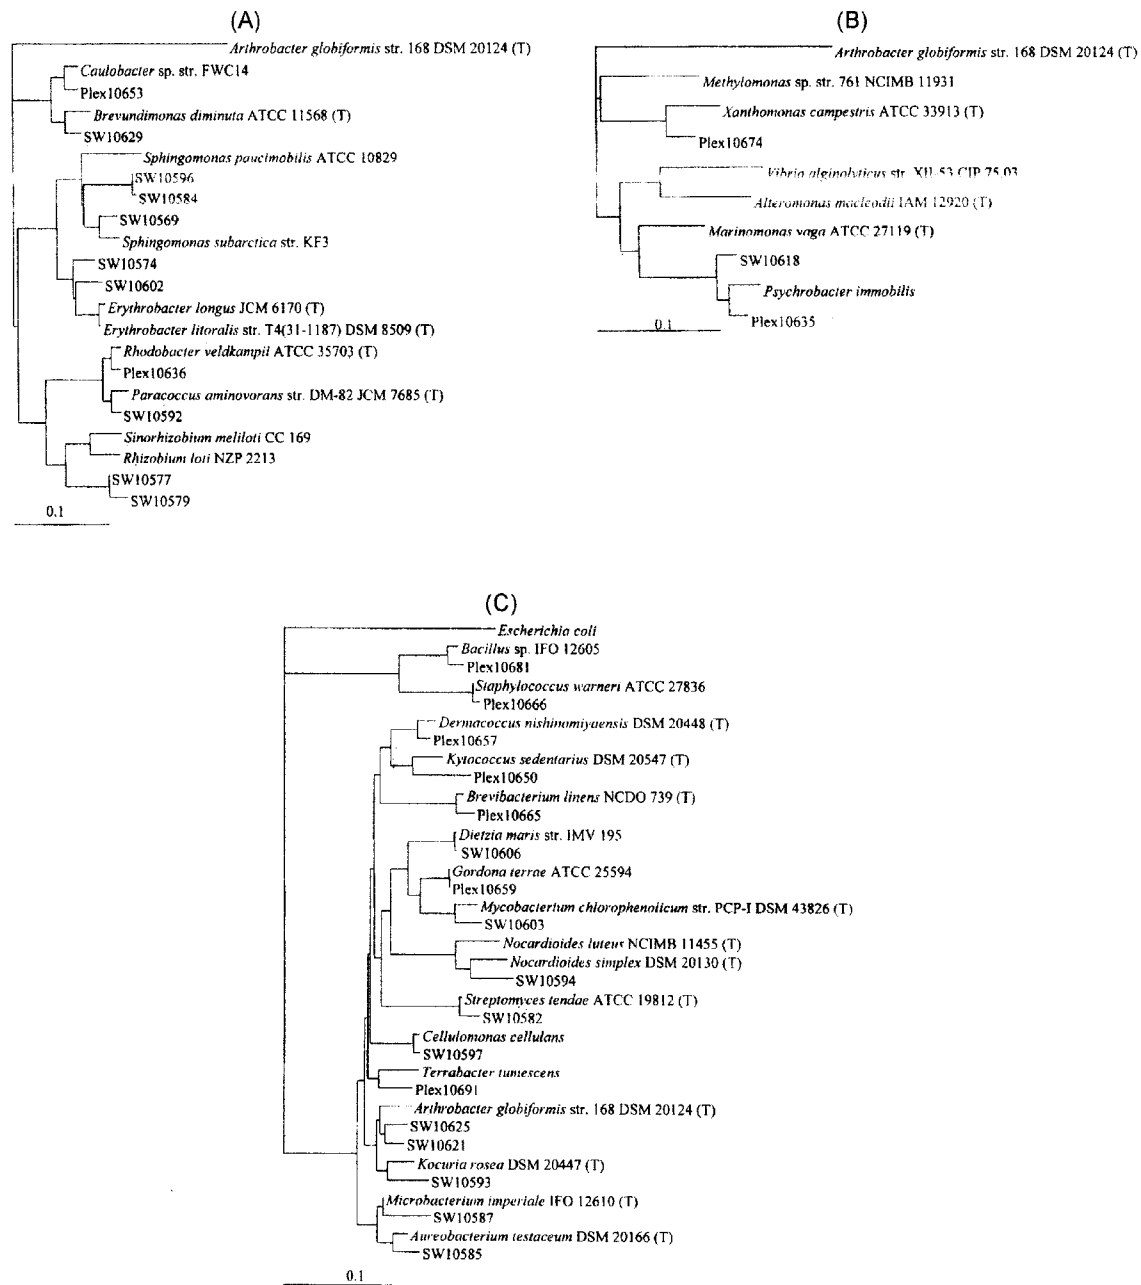 (A)
Arthrobacter globiformis str. 168 DSM 20124 (T)
Caulobacter sp. str. FWC14
Plex10653
Brevundimonas diminuta ATCC 11568 (T)
SW10629
Sphingomonas paucimobilis ATCC 10829
SW10596
SW10584
SW10569
Sphingomonas subarctica str. KF3
SW10574
SW10602
Erythrobacter longus JCM 6170 (T)
Erythrobacter litoralis str. T4(31-1187) DSM 8509 (T)
Rhodobacter veldkampii ATCC 35703 (T)
Plex10636
Paracoccus aminovorans str. DM-82 JCM 7685 (T)
SW10592
Sinorhizobium meliloti CC 169
Rhizobium loti NZP 2213
SW10577
SW10579
0.1
(B)
Arthrobacter globiformis str. 168 DSM 20124 (T)
Methylomonas sp. str. 761 NCIMB 11931
Xanthomonas campestris ATCC 33913 (T)
Plex10674
Vibrio alginolyticus str. XII-53 CIP 75.03
Alteromonas macleodii IAM 12920 (T)
Marinomonas vaga ATCC 27119 (T)
SW10618
Psychrobacter immobilis
Plex10635
0.1
(C)
Escherichia coli
Bacillus sp. IFO 12605
Plex10681
Staphylococcus warneri ATCC 27836
Plex10666
Dermacoccus nishinomiyaensis DSM 20448 (T)
Plex10657
Kytococcus sedentarius DSM 20547 (T)
Plex10650
Brevibacterium linens NCDO 739 (T)
Plex10665
Dietzia maris str. IMV 195
SW10606
Gordona terrae ATCC 25594
Plex10659
Mycobacterium chlorophenolicum str. PCP-I DSM 43826 (T)
SW10603
Nocardioides luteus NCIMB 11455 (T)
Nocardioides simplex DSM 20130 (T)
SW10594
Streptomyces tendae ATCC 19812 (T)
SW10582
Cellulomonas cellulans
SW10597
Terrabacter tumescens
Plex10691
Arthrobacter globiformis str. 168 DSM 20124 (T)
SW10625
SW10621
Kocuria rosea DSM 20447 (T)
SW10593
Microbacterium imperiale IFO 12610 (T)
SW10587
Aureobacterium testaceum DSM 20166 (T)
SW10585
0.1